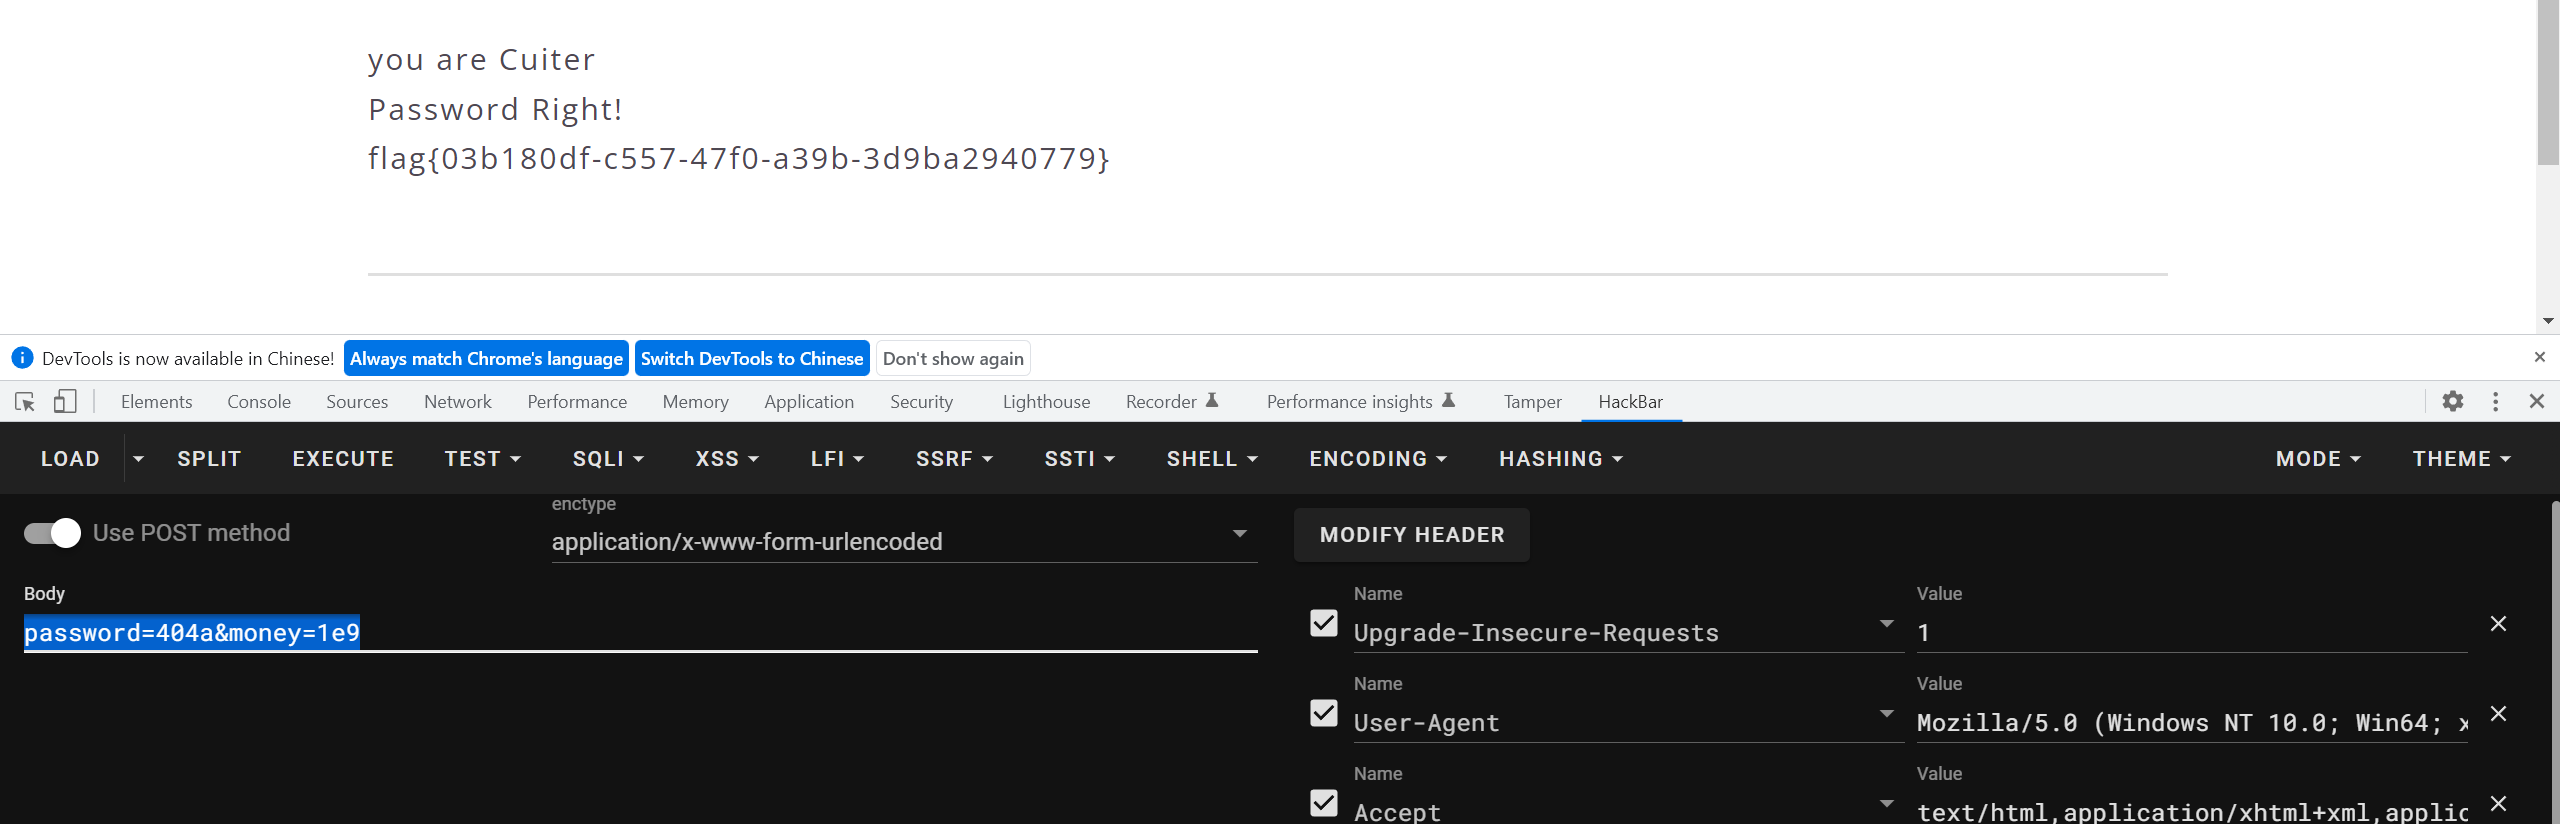 you are Cuiter
Password Right!
flag{03b180df-c557-47f0-a39b-3d9ba2940779}
DevTools is now available in Chinese! Always match Chrome's language Switch DevTools to Chinese Don't show again
Elements Console Sources Network Performance Memory Application Security Lighthouse Recorder Performance insights Tamper HackBar
LOAD SPLIT EXECUTE TEST SQLI XSS LFI SSRF SSTI SHELL ENCODING HASHING MODE THEME
Use POST method
enctype
application/x-www-form-urlencoded
Body
password=404a&money=1e9
MODIFY HEADER
Name Value
Upgrade-Insecure-Requests 1
Name Value
User-Agent Mozilla/5.0 (Windows NT 10.0; Win64; x
Name Value
Accept text/html,application/xhtml+xml,applic